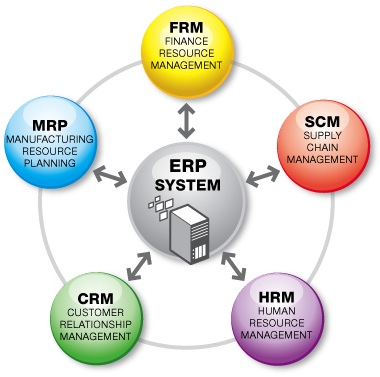 FRM
FINANCE
RESOURCE
MANAGEMENT
MRP
MANUFACTURING
RESOURCE
PLANNING
SCM
SUPPLY
CHAIN
MANAGEMENT
ERP
SYSTEM
CRM
CUSTOMER
RELATIONSHIP
MANAGEMENT
HRM
HUMAN
RESOURCE
MANAGEMENT